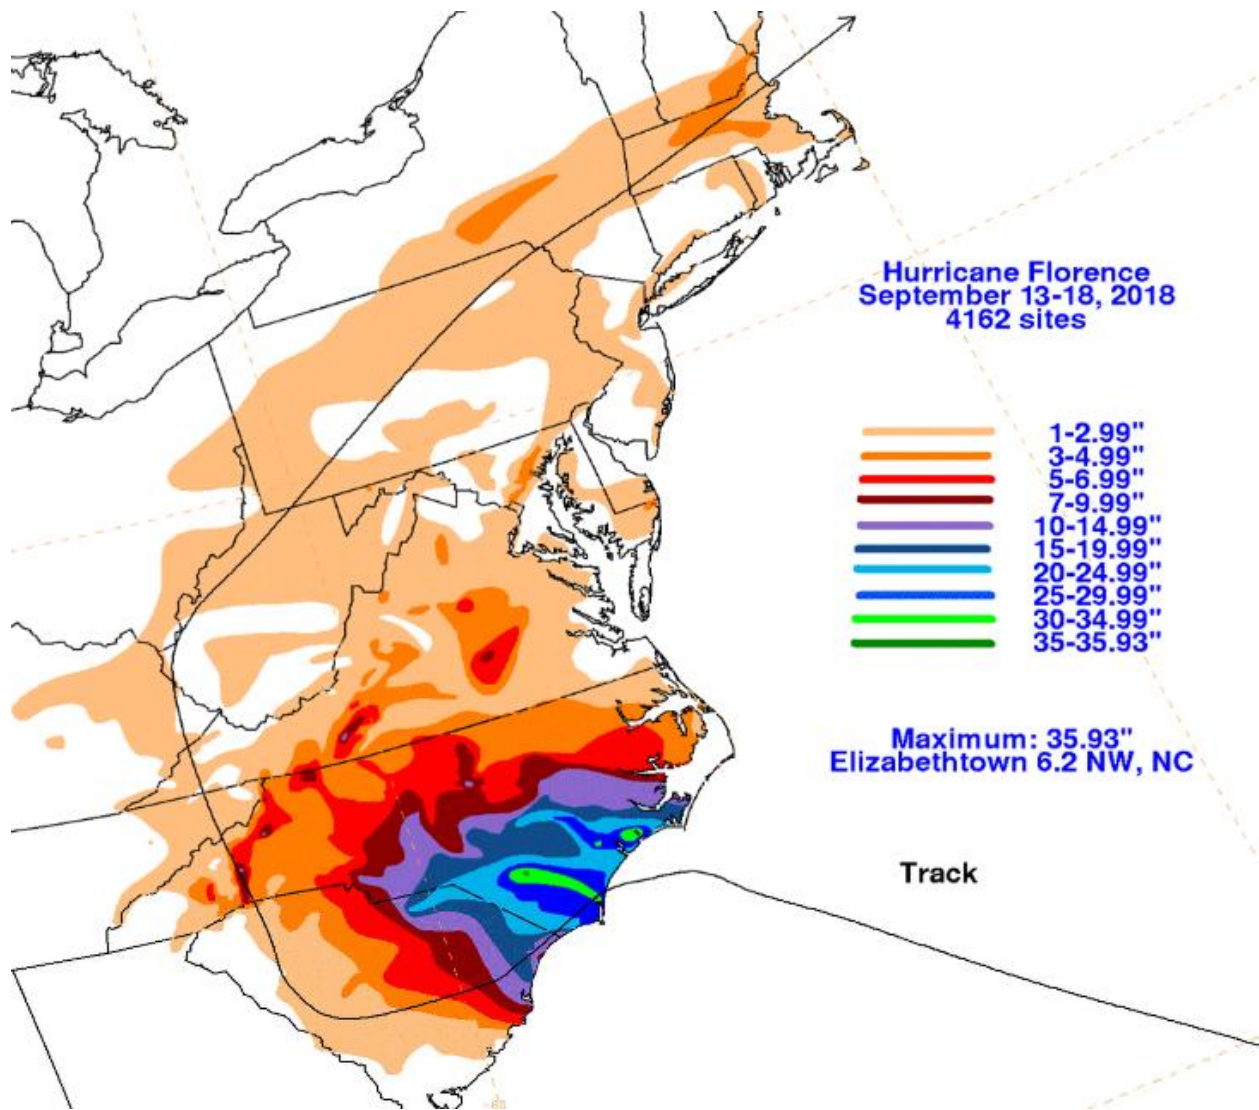 Hurricane Florence
September 13-18, 2018
4162 sites
1-2.99"
3-4.99"
5-6.99"
7-9.99"
10-14.99"
15-19.99"
20-24.99"
25-29.99"
30-34.99"
35-35.93"
Maximum: 35.93"
Elizabethtown 6.2 NW, NC
Track